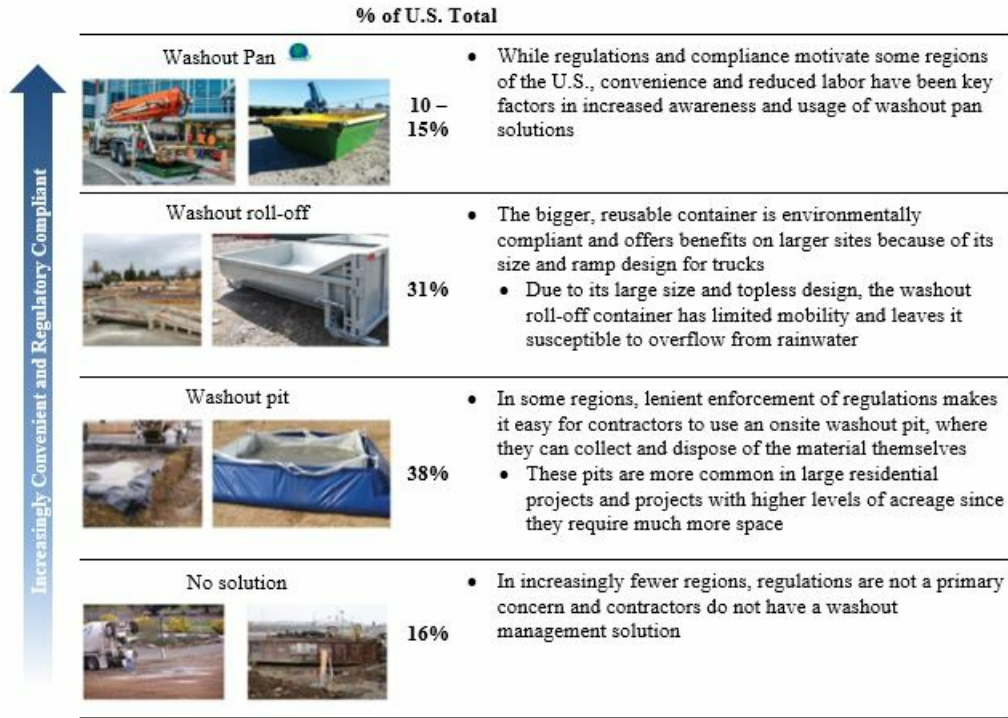 % of U.S. Total
Increasingly Convenient and Regulatory Compliant
Washout Pan
10 –
15%
• While regulations and compliance motivate some regions
of the U.S., convenience and reduced labor have been key
factors in increased awareness and usage of washout pan
solutions
Washout roll-off
31%
• The bigger, reusable container is environmentally
compliant and offers benefits on larger sites because of its
size and ramp design for trucks
• Due to its large size and topless design, the washout
roll-off container has limited mobility and leaves it
susceptible to overflow from rainwater
Washout pit
38%
• In some regions, lenient enforcement of regulations makes
it easy for contractors to use an onsite washout pit, where
they can collect and dispose of the material themselves
• These pits are more common in large residential
projects and projects with higher levels of acreage since
they require much more space
No solution
16%
• In increasingly fewer regions, regulations are not a primary
concern and contractors do not have a washout
management solution